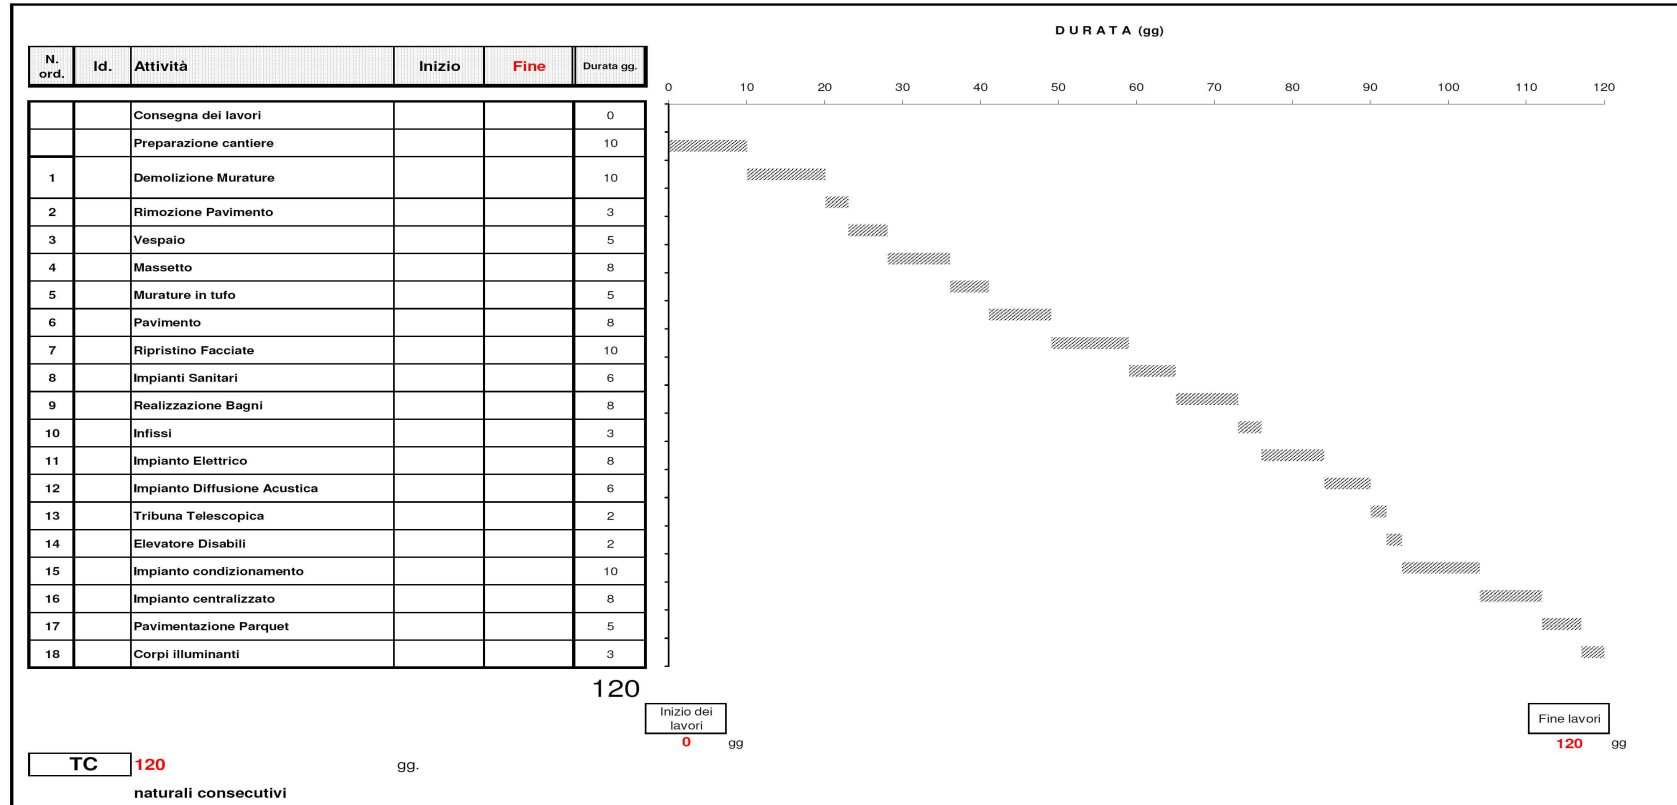 D U R A T A (gg)
N. ord. Id. Attività Inizio Fine Durata gg.
0 10 20 30 40 50 60 70 80 90 100 110 120
Consegna dei lavori 0
Preparazione cantiere 10
1 Demolizione Murature 10
2 Rimozione Pavimento 3
3 Vespaio 5
4 Massetto 8
5 Murature in tufo 5
6 Pavimento 8
7 Ripristino Facciate 10
8 Impianti Sanitari 6
9 Realizzazione Bagni 8
10 Infissi 3
11 Impianto Elettrico 8
12 Impianto Diffusione Acustica 6
13 Tribuna Telescopica 2
14 Elevatore Disabili 2
15 Impianto condizionamento 10
16 Impianto centralizzato 8
17 Pavimentazione Parquet 5
18 Corpi illuminanti 3
120
Inizio dei lavori
0 gg
Fine lavori
120 gg
TC 120 gg.
naturali consecutivi